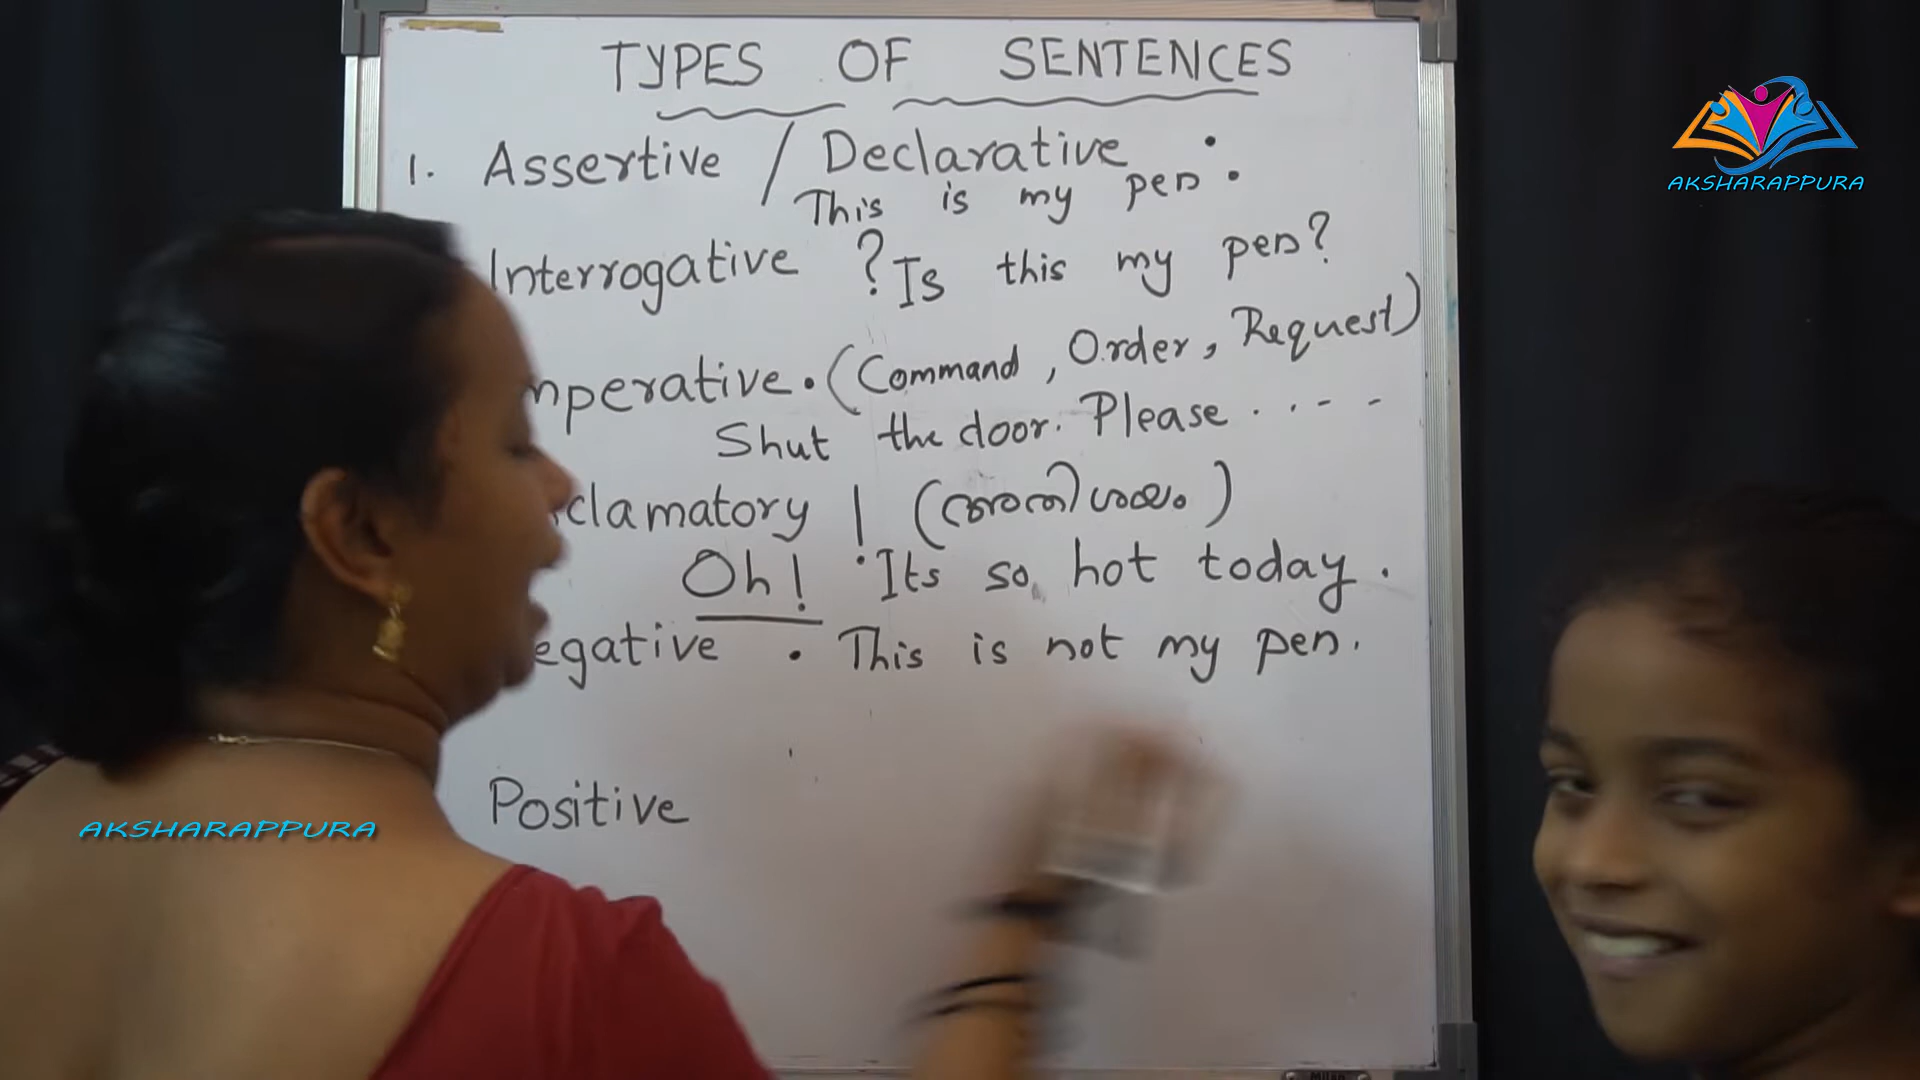 TYPES OF SENTENCES
1. Assertive / Declarative .
This is my pen .
Interrogative ? Is this my pen?
mperative . (Command, Order, Request)
Shut the door. Please . . - -
clamatory ! (അതിശയം)
Oh! Its so hot today.
egative . This is not my pen.
Positive
AKSHARAPPURA
AKSHARAPPURA